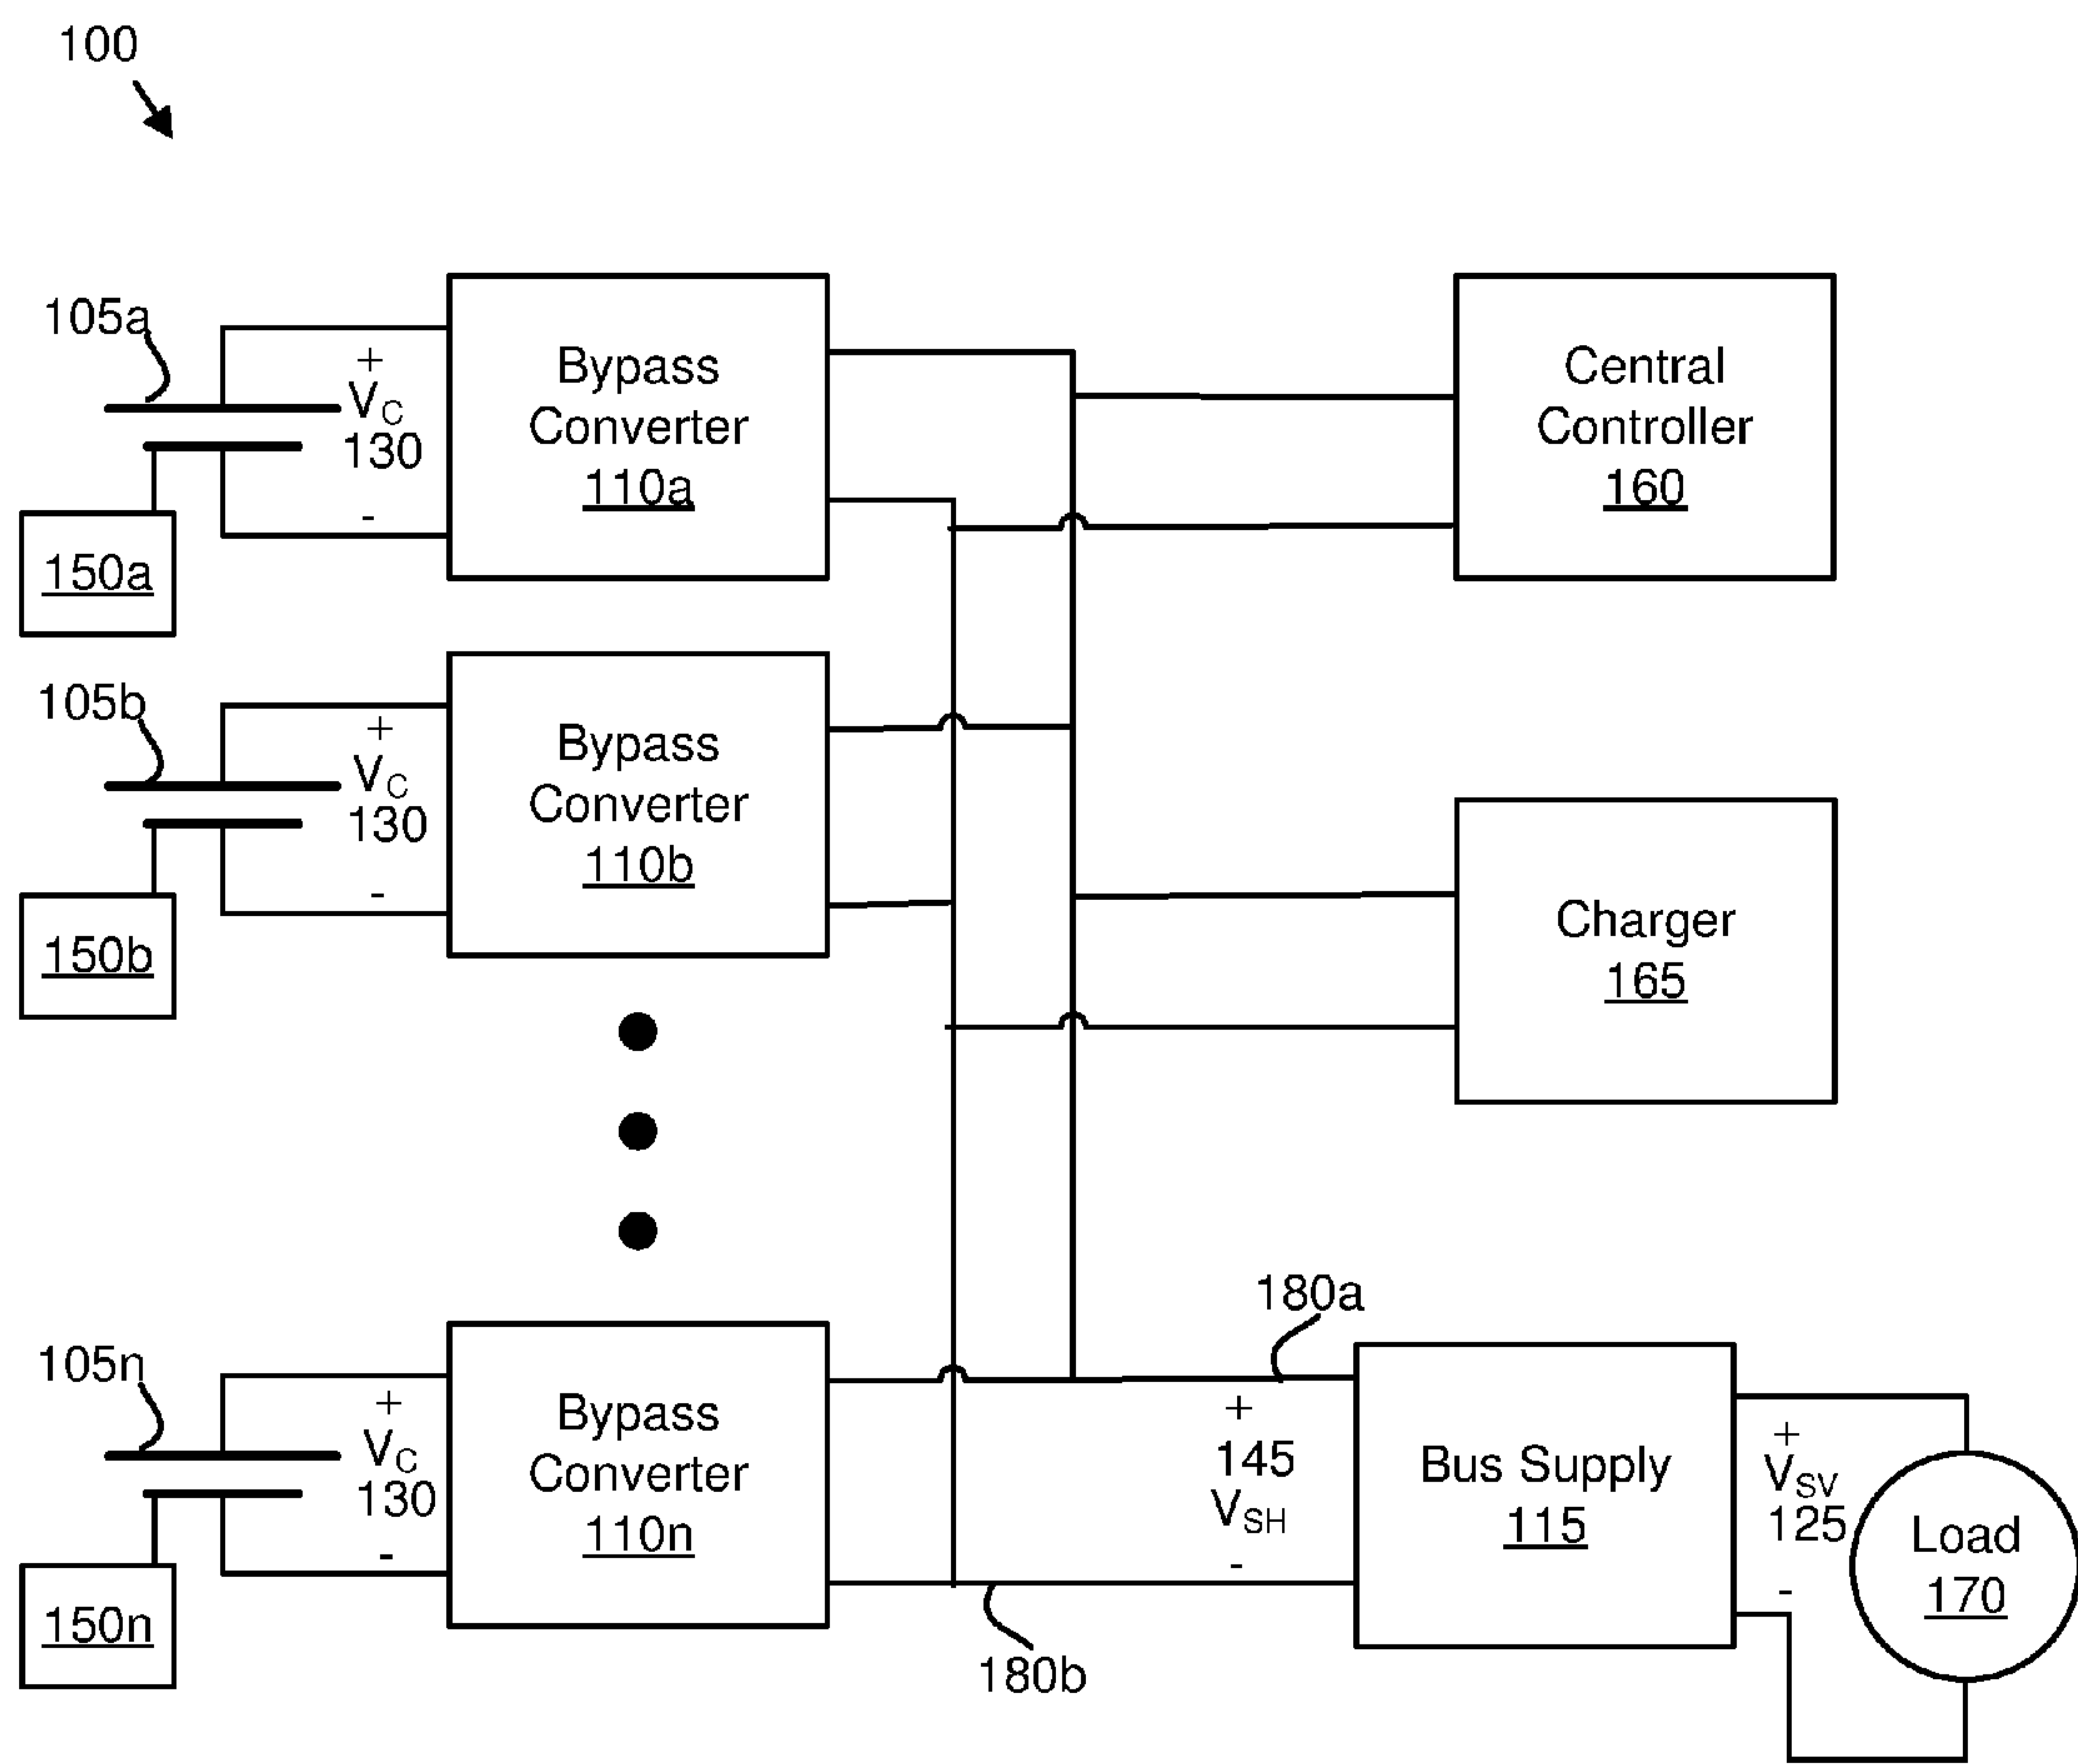 100
105a
+
VC
130
-
150a
Bypass
Converter
110a
Central
Controller
160
105b
+
VC
130
-
150b
Bypass
Converter
110b
Charger
165
105n
+
VC
130
-
150n
Bypass
Converter
110n
180a
+
145
VSH
-
180b
Bus Supply
115
+
VSV
125
-
Load
170